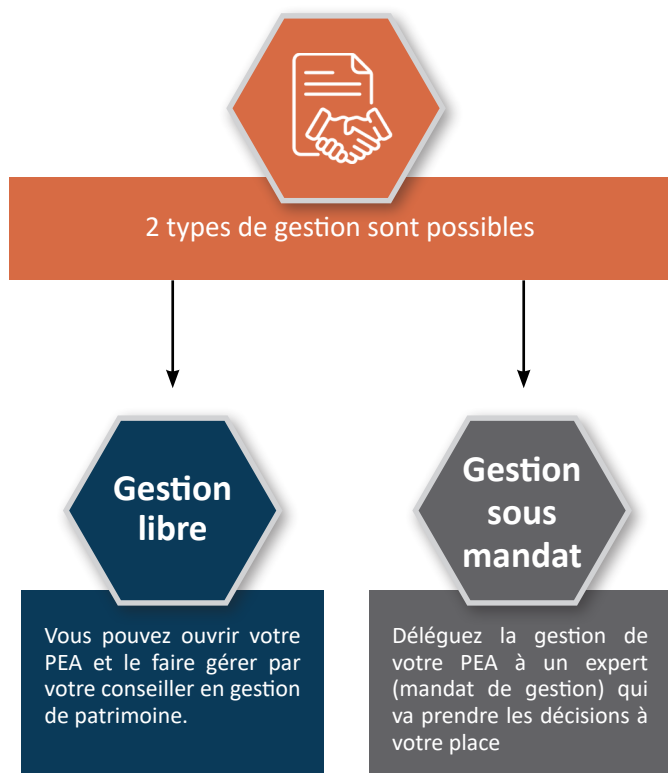 2 types de gestion sont possibles
Gestion
libre
Vous pouvez ouvrir votre
PEA et le faire gérer par
votre conseiller en gestion
de patrimoine.
Gestion
sous
mandat
Déléguez la gestion de
votre PEA à un expert
(mandat de gestion) qui
va prendre les décisions à
votre place